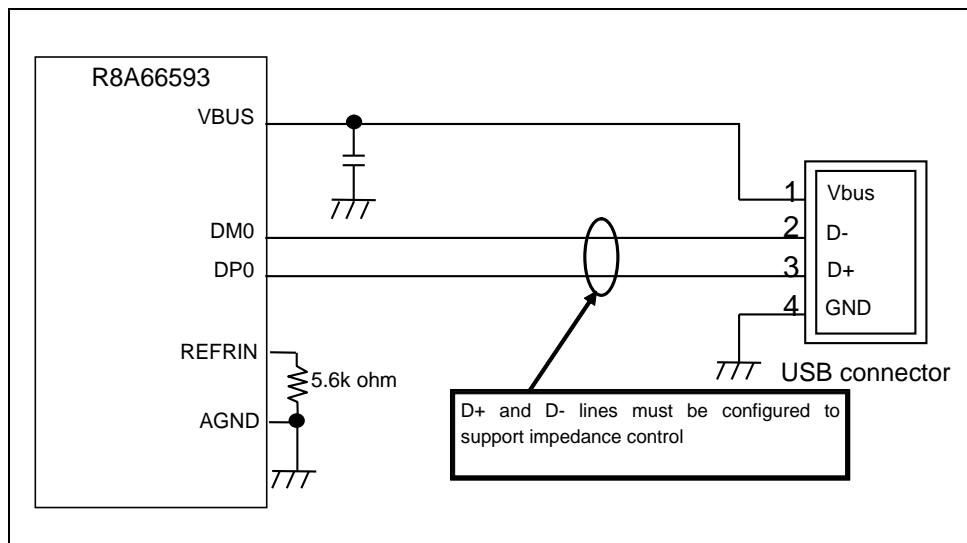 R8A66593
VBUS
DM0
DP0
REFRIN
5.6k ohm
AGND
1 Vbus
2 D-
3 D+
4 GND
USB connector
D+ and D- lines must be configured to
support impedance control